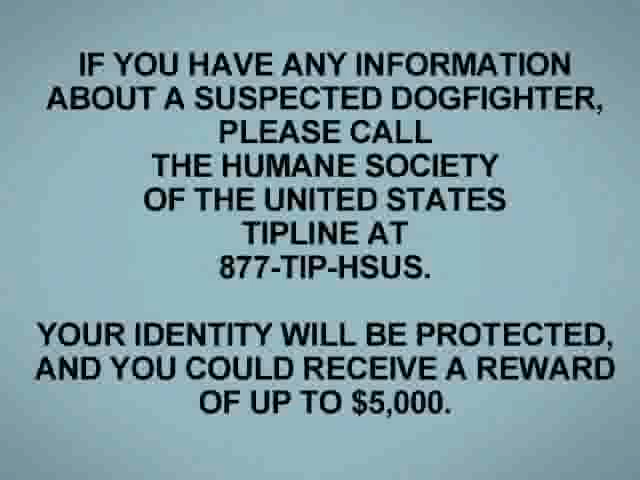 IF YOU HAVE ANY INFORMATION
ABOUT A SUSPECTED DOGFIGHTER,
PLEASE CALL
THE HUMANE SOCIETY
OF THE UNITED STATES
TIPLINE AT
877-TIP-HSUS.
YOUR IDENTITY WILL BE PROTECTED,
AND YOU COULD RECEIVE A REWARD
OF UP TO $5,000.